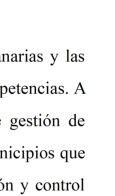 narias y las
petencias. A
gestión de
nicipios que
ón y control